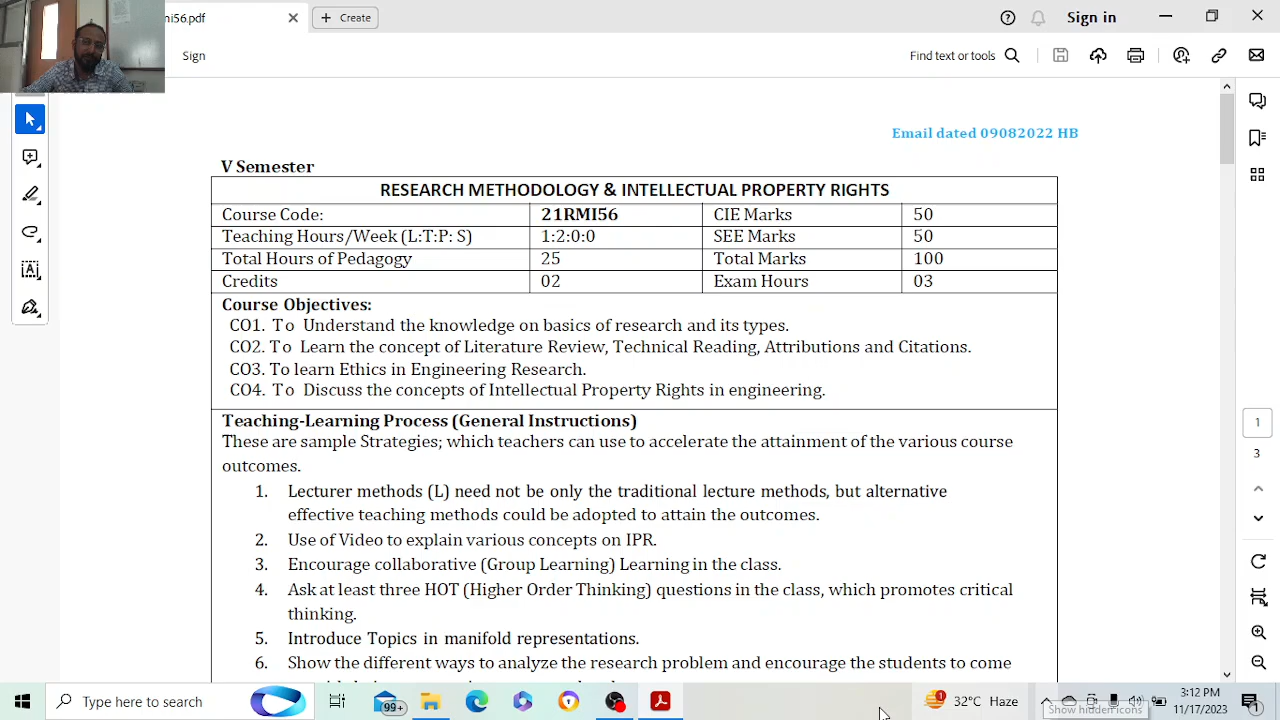 ni56.pdf
Create
Sign in
Sign
Find text or tools
Email dated 09082022 HB
V Semester
RESEARCH METHODOLOGY & INTELLECTUAL PROPERTY RIGHTS
Course Code: 21RMI56 CIE Marks 50
Teaching Hours/Week (L:T:P: S) 1:2:0:0 SEE Marks 50
Total Hours of Pedagogy 25 Total Marks 100
Credits 02 Exam Hours 03
Course Objectives:
CO1. To Understand the knowledge on basics of research and its types.
CO2. To Learn the concept of Literature Review, Technical Reading, Attributions and Citations.
CO3. To learn Ethics in Engineering Research.
CO4. To Discuss the concepts of Intellectual Property Rights in engineering.
Teaching-Learning Process (General Instructions)
These are sample Strategies; which teachers can use to accelerate the attainment of the various course
outcomes.
1. Lecturer methods (L) need not be only the traditional lecture methods, but alternative
effective teaching methods could be adopted to attain the outcomes.
2. Use of Video to explain various concepts on IPR.
3. Encourage collaborative (Group Learning) Learning in the class.
4. Ask at least three HOT (Higher Order Thinking) questions in the class, which promotes critical
thinking.
5. Introduce Topics in manifold representations.
6. Show the different ways to analyze the research problem and encourage the students to come
1
3
Type here to search
99+
1
32°C Haze
Show hidden icons
3:12 PM
11/17/2023
1